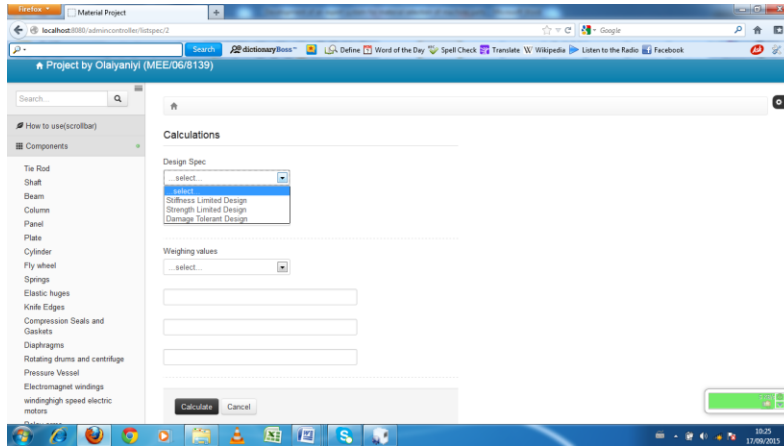 Firefox
Material Project
localhost:8080/admincontroller/listspec/2
Google
Search
dictionaryBoss
Define
Word of the Day
Spell Check
Translate
Wikipedia
Listen to the Radio
Facebook
Project by Olaiyaniyi (MEE/06/8139)
Search...
How to use(scrollbar)
Components
Tie Rod
Shaft
Beam
Column
Panel
Plate
Cylinder
Fly wheel
Springs
Elastic huges
Knife Edges
Compression Seals and
Gaskets
Diaphragms
Rotating drums and centrifuge
Pressure Vessel
Electromagnet windings
windinghigh speed electric
motors
Calculations
Design Spec
...select...
...select...
Stiffness Limited Design
Strength Limited Design
Damage Tolerant Design
Weighing values
...select...
Calculate
Cancel
10:25
17/09/2015